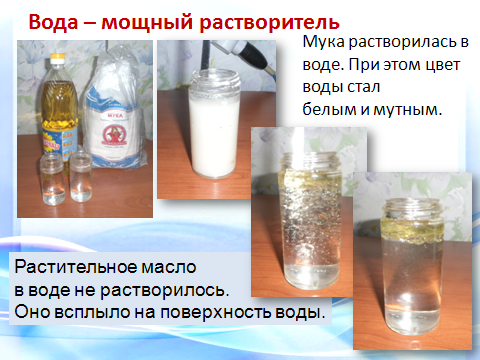 Вода – мощный растворитель
Мука растворилась в
воде. При этом цвет
воды стал
белым и мутным.
МУКА
Растительное масло
в воде не растворилось.
Оно всплыло на поверхность воды.